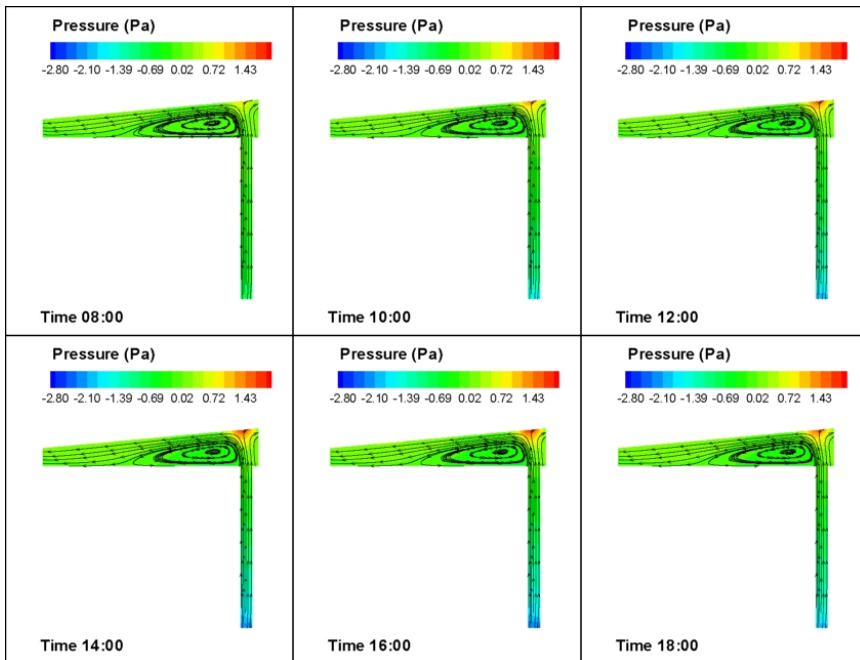 Pressure (Pa)
-2.80 -2.10 -1.39 -0.69 0.02 0.72 1.43
Time 08:00
Pressure (Pa)
-2.80 -2.10 -1.39 -0.69 0.02 0.72 1.43
Time 10:00
Pressure (Pa)
-2.80 -2.10 -1.39 -0.69 0.02 0.72 1.43
Time 12:00
Pressure (Pa)
-2.80 -2.10 -1.39 -0.69 0.02 0.72 1.43
Time 14:00
Pressure (Pa)
-2.80 -2.10 -1.39 -0.69 0.02 0.72 1.43
Time 16:00
Pressure (Pa)
-2.80 -2.10 -1.39 -0.69 0.02 0.72 1.43
Time 18:00